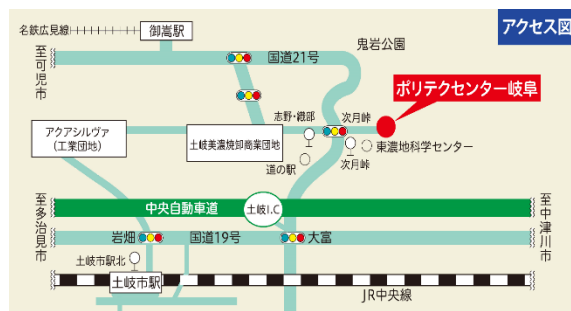 アクセス図
名鉄広見線
御嵩駅
至可児市
国道21号
鬼岩公園
ポリテクセンター岐阜
アクアシルヴァ
(工業団地)
土岐美濃焼卸商業団地
志野・織部
次月峠
道の駅
次月峠
東濃地科学センター
至多治見市
中央自動車道
土岐I.C
至中津川市
岩畑
国道19号
大富
土岐市駅北
土岐市駅
JR中央線